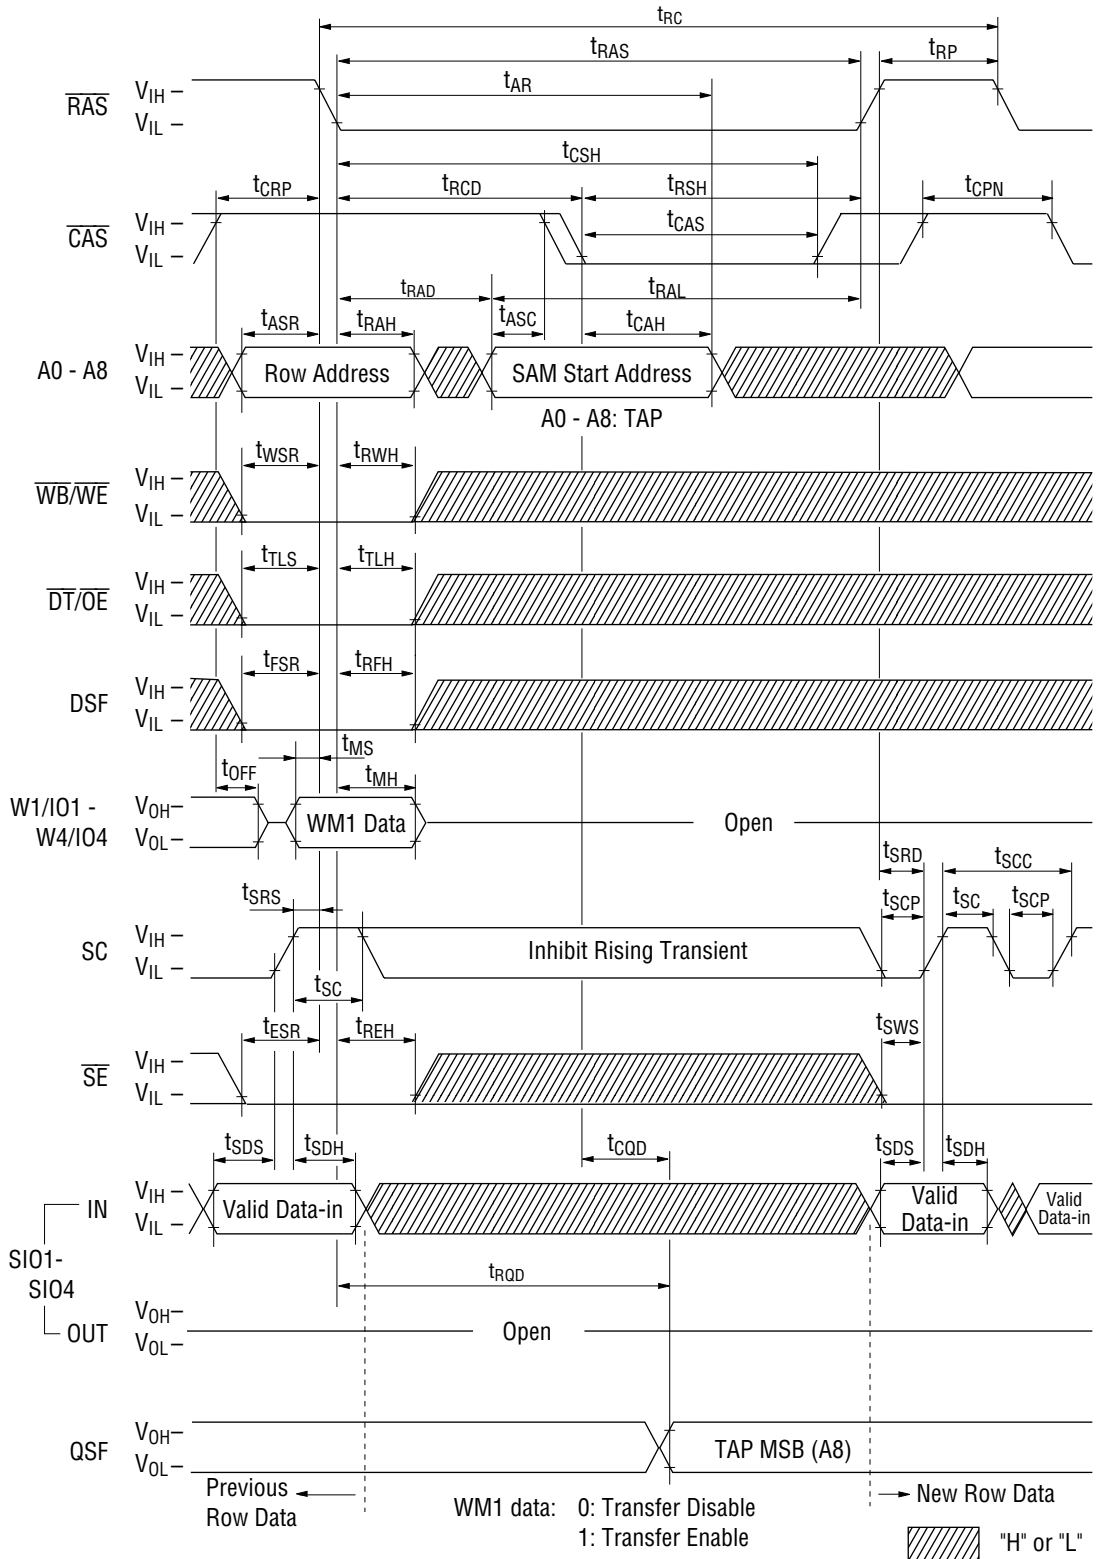 tRC
tRAS
tRP
tAR
RAS
VIH
VIL
tCSH
tCRP
tRCD
tRSH
tCPN
CAS
VIH
VIL
tCAS
tRAD
tRAL
tASR
tRAH
tASC
tCAH
A0 - A8
VIH
VIL
Row Address
SAM Start Address
A0 - A8: TAP
tWSR
tRWH
WB/WE
VIH
VIL
tTLS
tTLH
DT/OE
VIH
VIL
tFSR
tRFH
DSF
VIH
VIL
tMS
tOFF
tMH
W1/IO1 -
W4/IO4
VOH
VOL
WM1 Data
Open
tSRD
tSCC
tSRS
tSCP
tSC
tSCP
SC
VIH
VIL
Inhibit Rising Transient
tSC
tESR
tREH
tSWS
SE
VIH
VIL
tSDS
tSDH
tCQD
tSDS
tSDH
IN
VIH
VIL
Valid Data-in
Valid
Data-in
Valid
Data-in
SIO1-
SIO4
tRQD
OUT
VOH
VOL
Open
QSF
VOH
VOL
TAP MSB (A8)
Previous
Row Data
New Row Data
WM1 data: 0: Transfer Disable
1: Transfer Enable
"H" or "L"